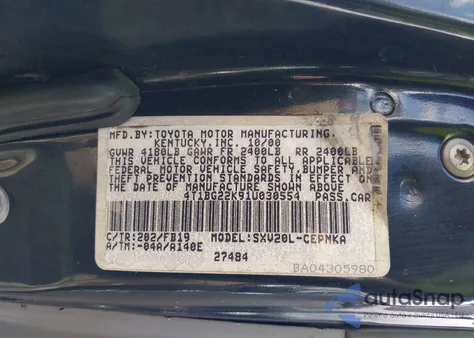 MFD.BY:TOYOTA MOTOR MANUFACTURING,
KENTUCKY,INC. 10/00
GVWR 4180LB GAWR FR 2400LB RR 2400LB
THIS VEHICLE CONFORMS TO ALL APPLICABLE
FEDERAL MOTOR VEHICLE SAFETY, BUMPER,AND
THEFT PREVENTION STANDARDS IN EFFECT ON
THE DATE OF MANUFACTURE SHOWN ABOVE.
4T1BG22K91U030554 PASS.CAR
C/TR:202/FB19 MODEL:SXV20L-CEPNKA
A/TM:-04A/A140E 27484
BA04305980
autoSnap